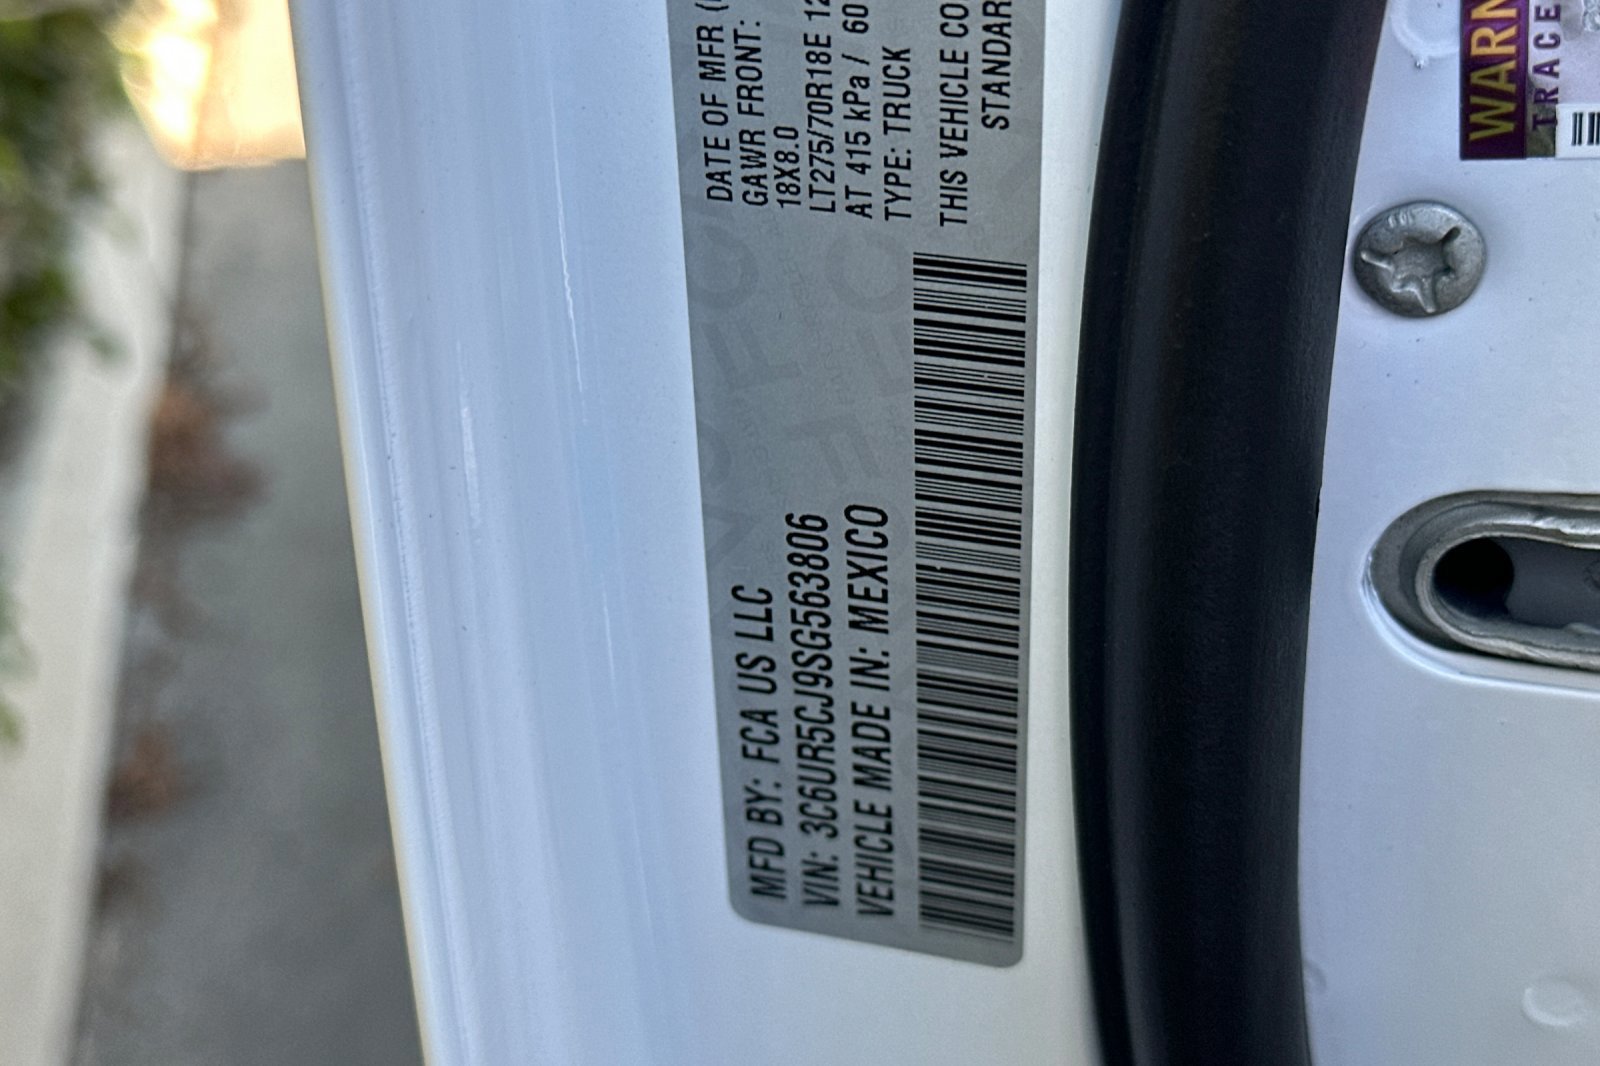 MFD BY: FCA US LLC
VIN: 3C6UR5CJ9SG563806
VEHICLE MADE IN: MEXICO
DATE OF MFR
GAWR FRONT:
18X8.0
LT275/70R18E 12
AT 415 kPa / 60
TYPE: TRUCK
THIS VEHICLE CO
STANDAR
WARN
TRACE